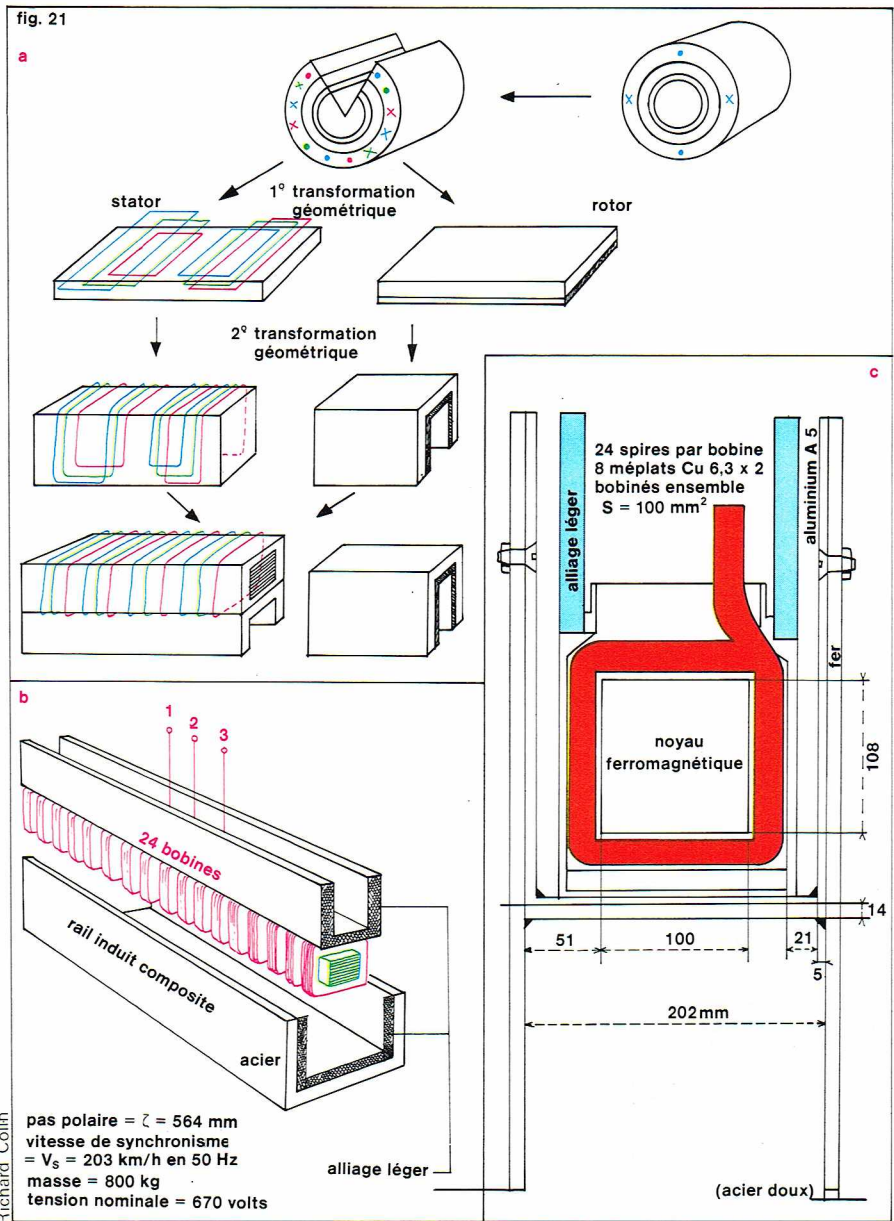 fig. 21
a
1º transformation
géométrique
stator
rotor
2º transformation
géométrique
b
1
2
3
24 bobines
rail induit composite
acier
pas polaire = ζ = 564 mm
vitesse de synchronisme
= Vs = 203 km/h en 50 Hz
masse = 800 kg
tension nominale = 670 volts
alliage léger
c
24 spires par bobine
8 méplats Cu 6,3 x 2
bobinés ensemble
S = 100 mm²
alliage léger
aluminium A 5
fer
noyau
ferromagnétique
108
14
51
100
21
5
202 mm
(acier doux)
Richard Colin